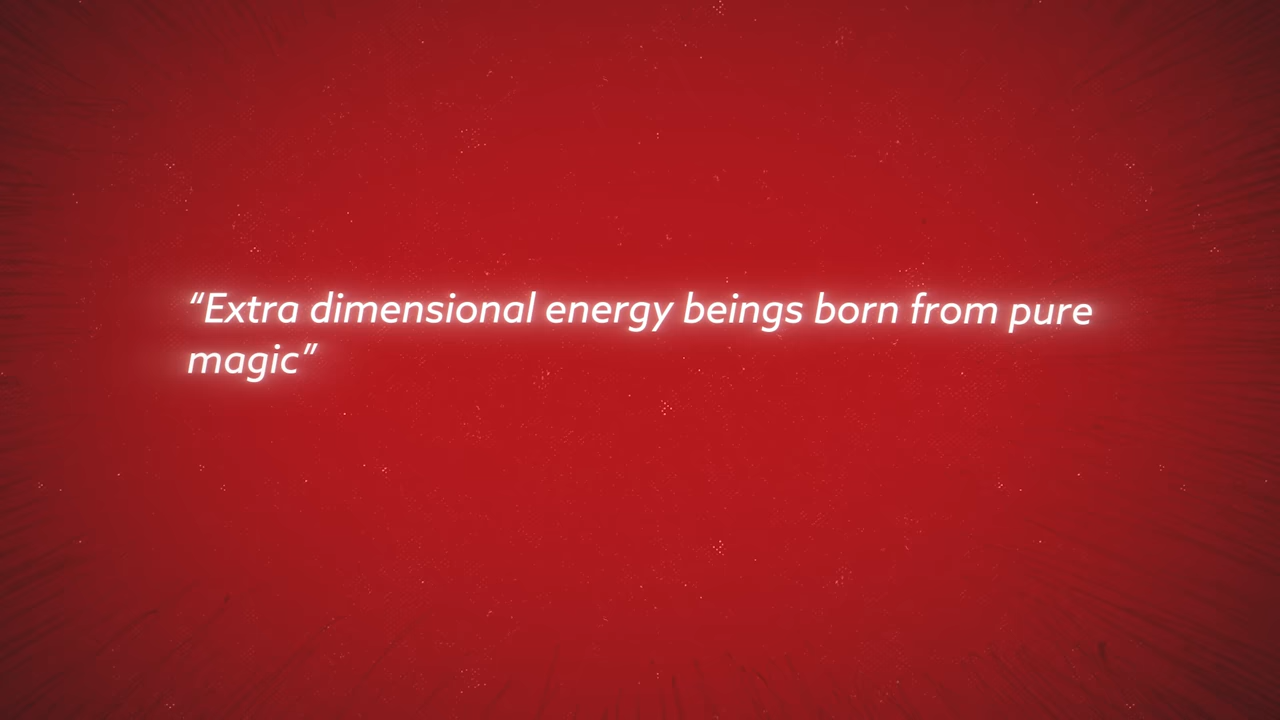 “Extra dimensional energy beings born from pure
magic”